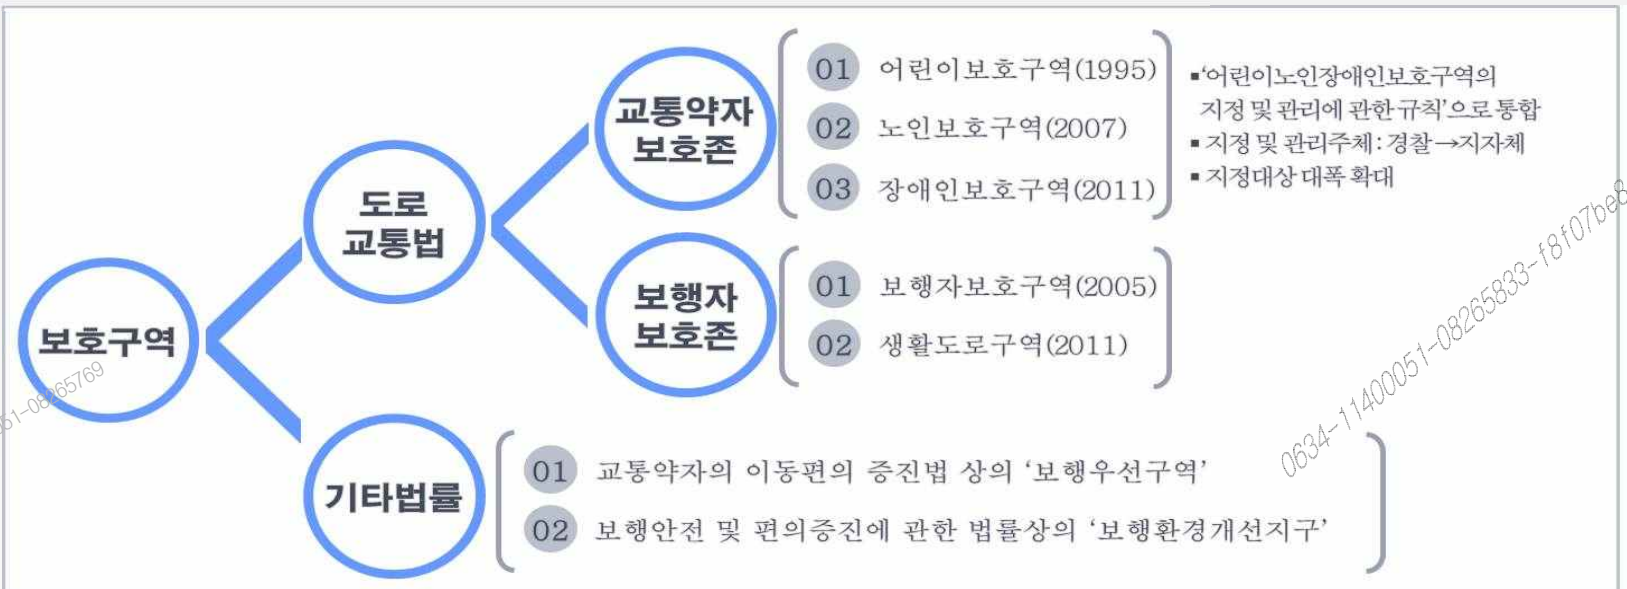 보호구역
도로
교통법
교통약자
보호존
01 어린이보호구역(1995)
02 노인보호구역(2007)
03 장애인보호구역(2011)
▪'어린이노인장애인보호구역의
지정 및 관리에 관한 규칙'으로 통합
▪ 지정 및 관리주체 : 경찰→지자체
▪ 지정대상 대폭 확대
보행자
보호존
01 보행자보호구역(2005)
02 생활도로구역(2011)
기타법률
01 교통약자의 이동편의 증진법 상의 ‘보행우선구역’
02 보행안전 및 편의증진에 관한 법률상의 ‘보행환경개선지구’
51-08265769
0634-11400051-08265833-f8f07be8